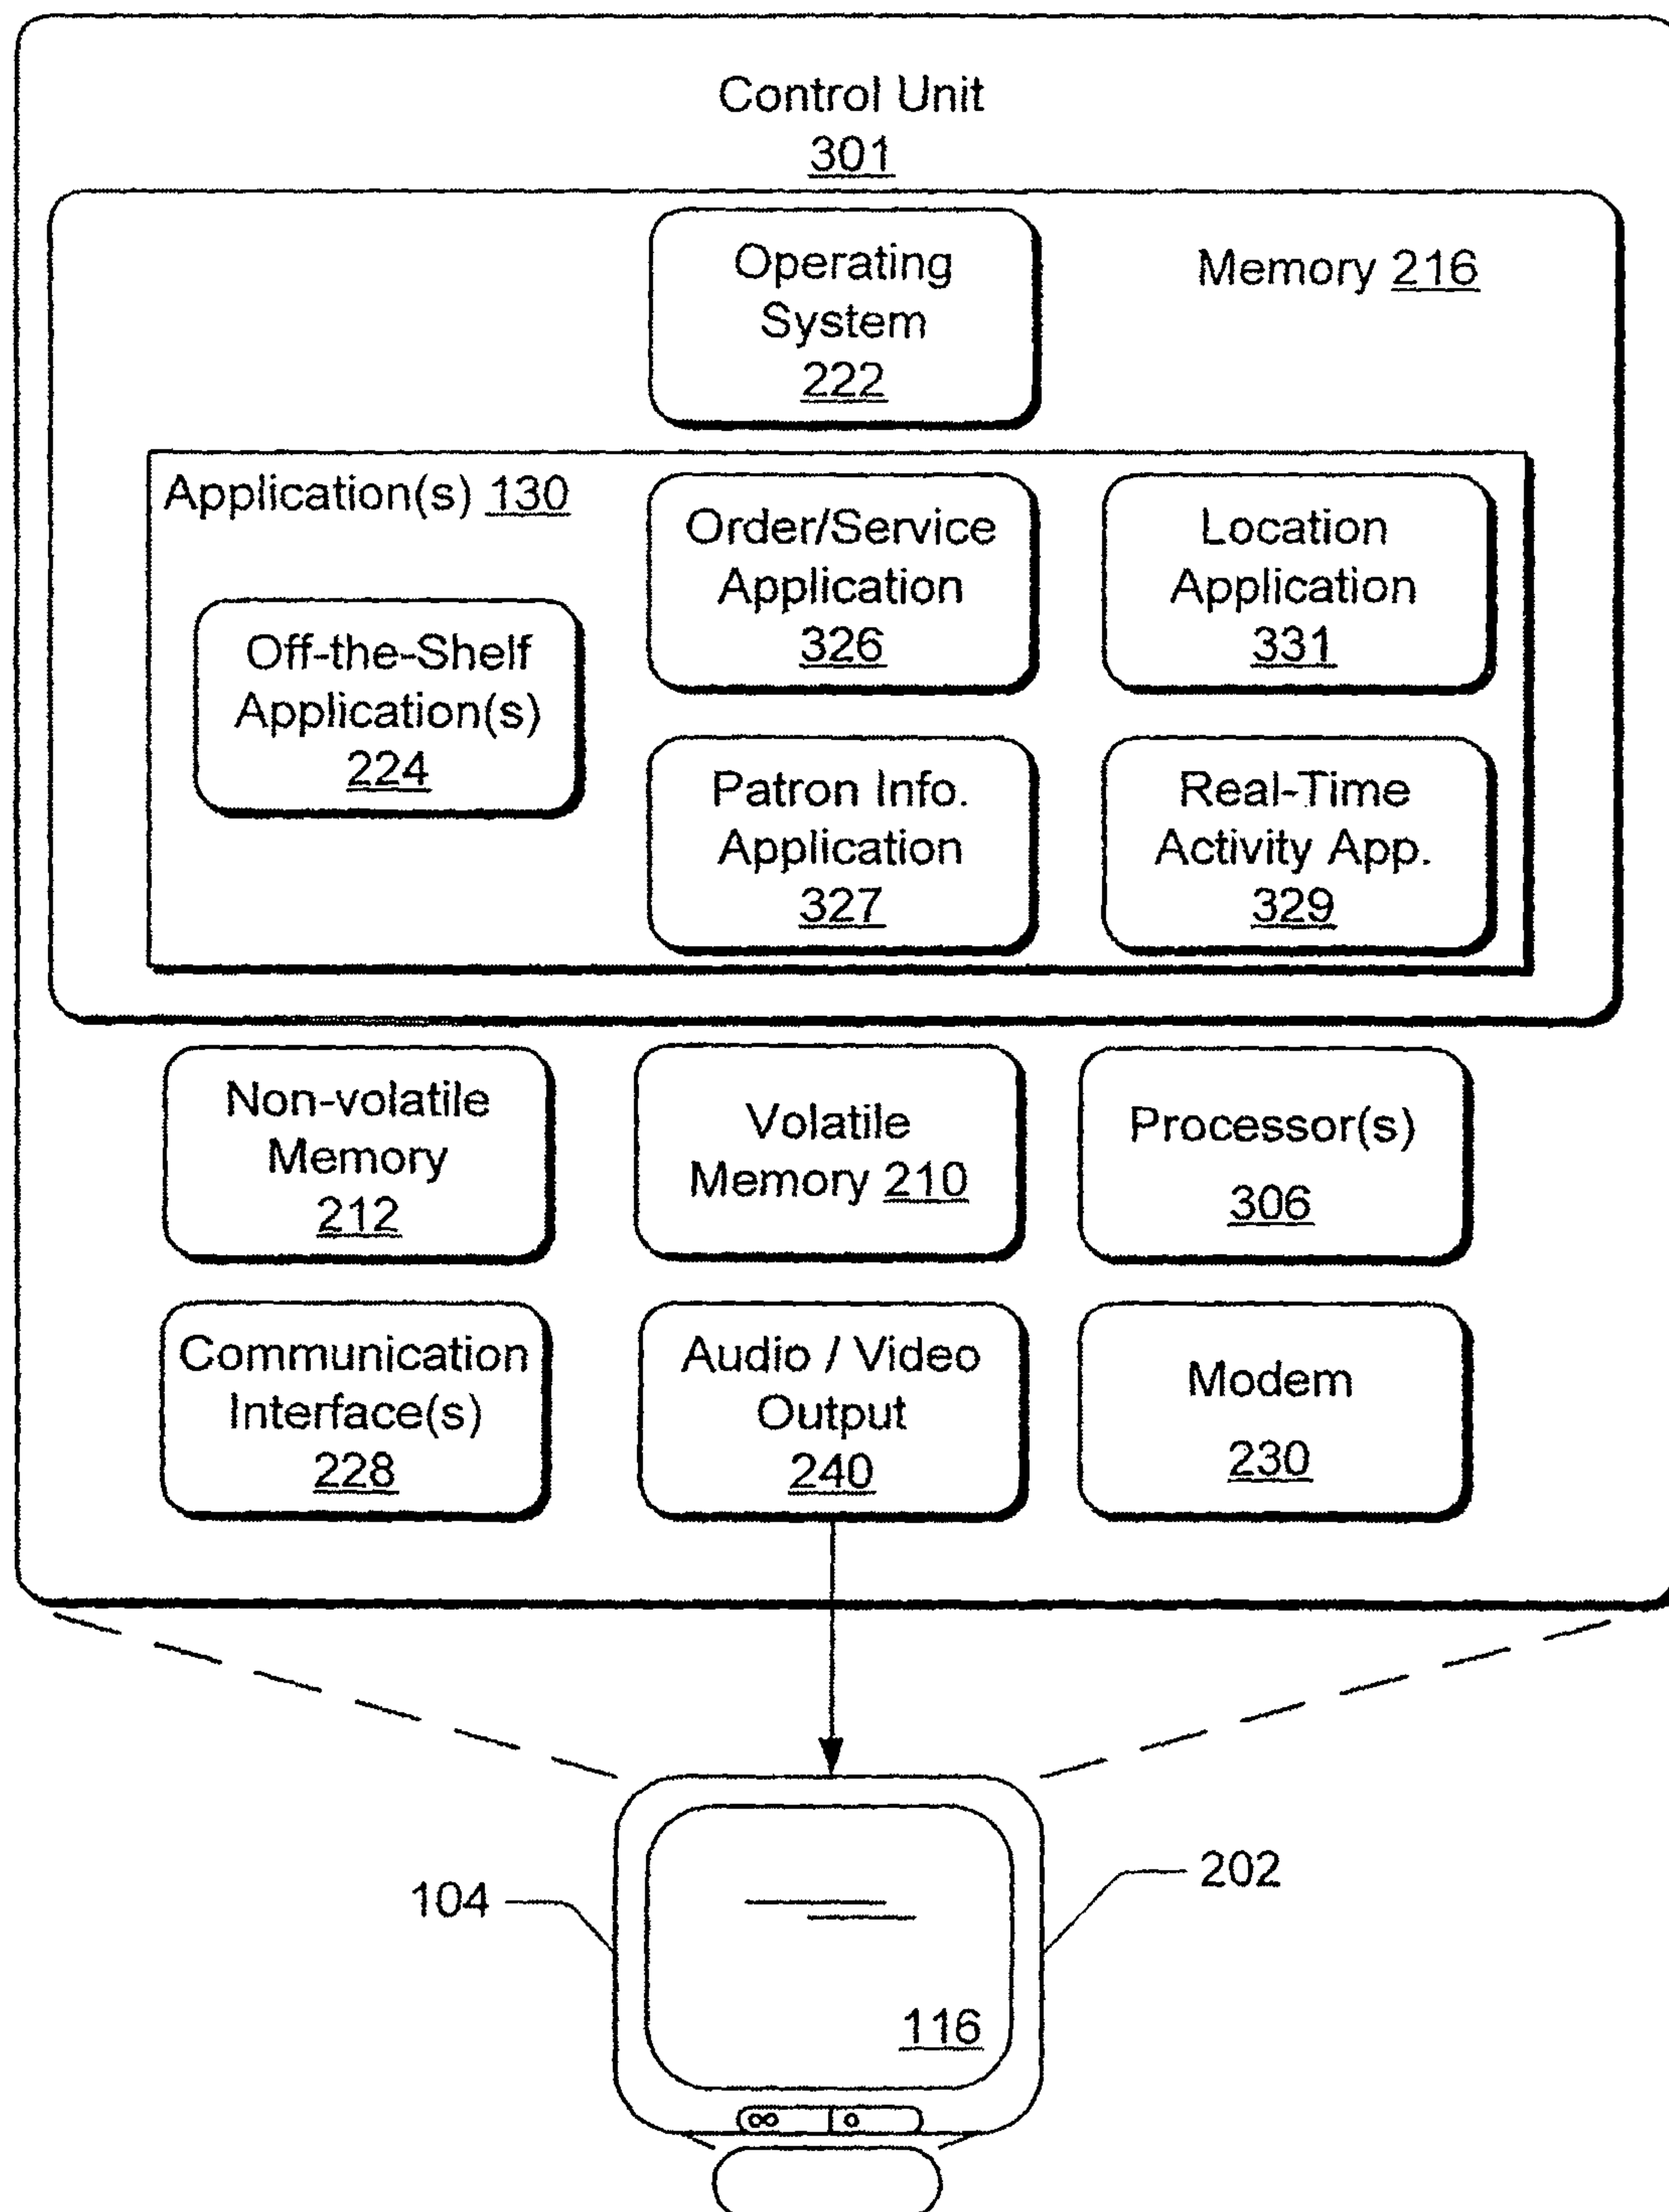 Control Unit
301
Operating
System
222
Memory 216
Application(s) 130
Off-the-Shelf
Application(s)
224
Order/Service
Application
326
Location
Application
331
Patron Info.
Application
327
Real-Time
Activity App.
329
Non-volatile
Memory
212
Volatile
Memory 210
Processor(s)
306
Communication
Interface(s)
228
Audio / Video
Output
240
Modem
230
104
202
116